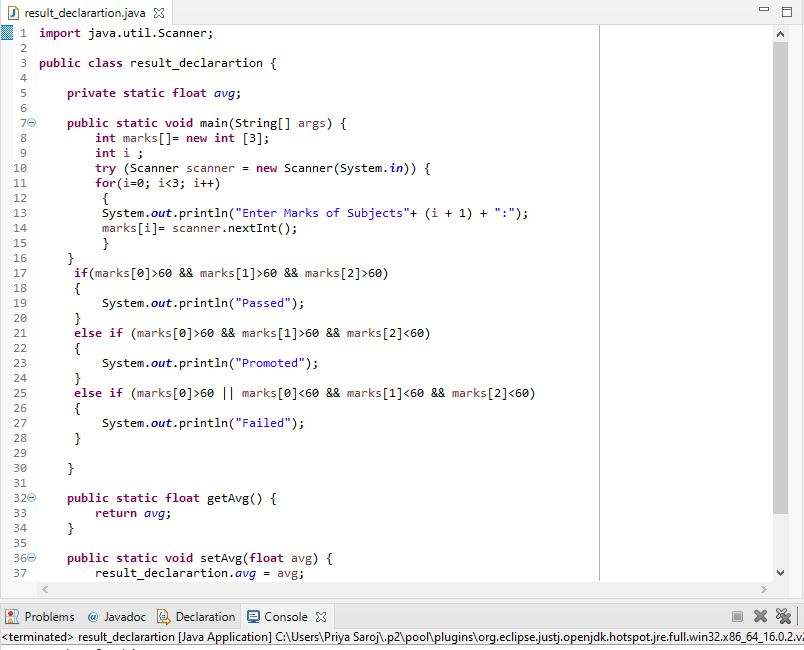 result_declarartion.java
1 import java.util.Scanner;
2
3 public class result_declarartion {
4
5 private static float avg;
6
7 public static void main(String[] args) {
8 int marks[]= new int [3];
9 int i ;
10 try (Scanner scanner = new Scanner(System.in)) {
11 for(i=0; i<3; i++)
12 {
13 System.out.println("Enter Marks of Subjects"+ (i + 1) + ":");
14 marks[i]= scanner.nextInt();
15 }
16 }
17 if(marks[0]>60 && marks[1]>60 && marks[2]>60)
18 {
19 System.out.println("Passed");
20 }
21 else if (marks[0]>60 && marks[1]>60 && marks[2]<60)
22 {
23 System.out.println("Promoted");
24 }
25 else if (marks[0]>60 || marks[0]<60 && marks[1]<60 && marks[2]<60)
26 {
27 System.out.println("Failed");
28 }
29
30 }
31
32 public static float getAvg() {
33 return avg;
34 }
35
36 public static void setAvg(float avg) {
37 result_declarartion.avg = avg;
Problems @ Javadoc Declaration Console
<terminated> result_declarartion [Java Application] C:\Users\Priya Saroj\.p2\pool\plugins\org.eclipse.justj.openjdk.hotspot.jre.full.win32.x86_64_16.0.2.v2